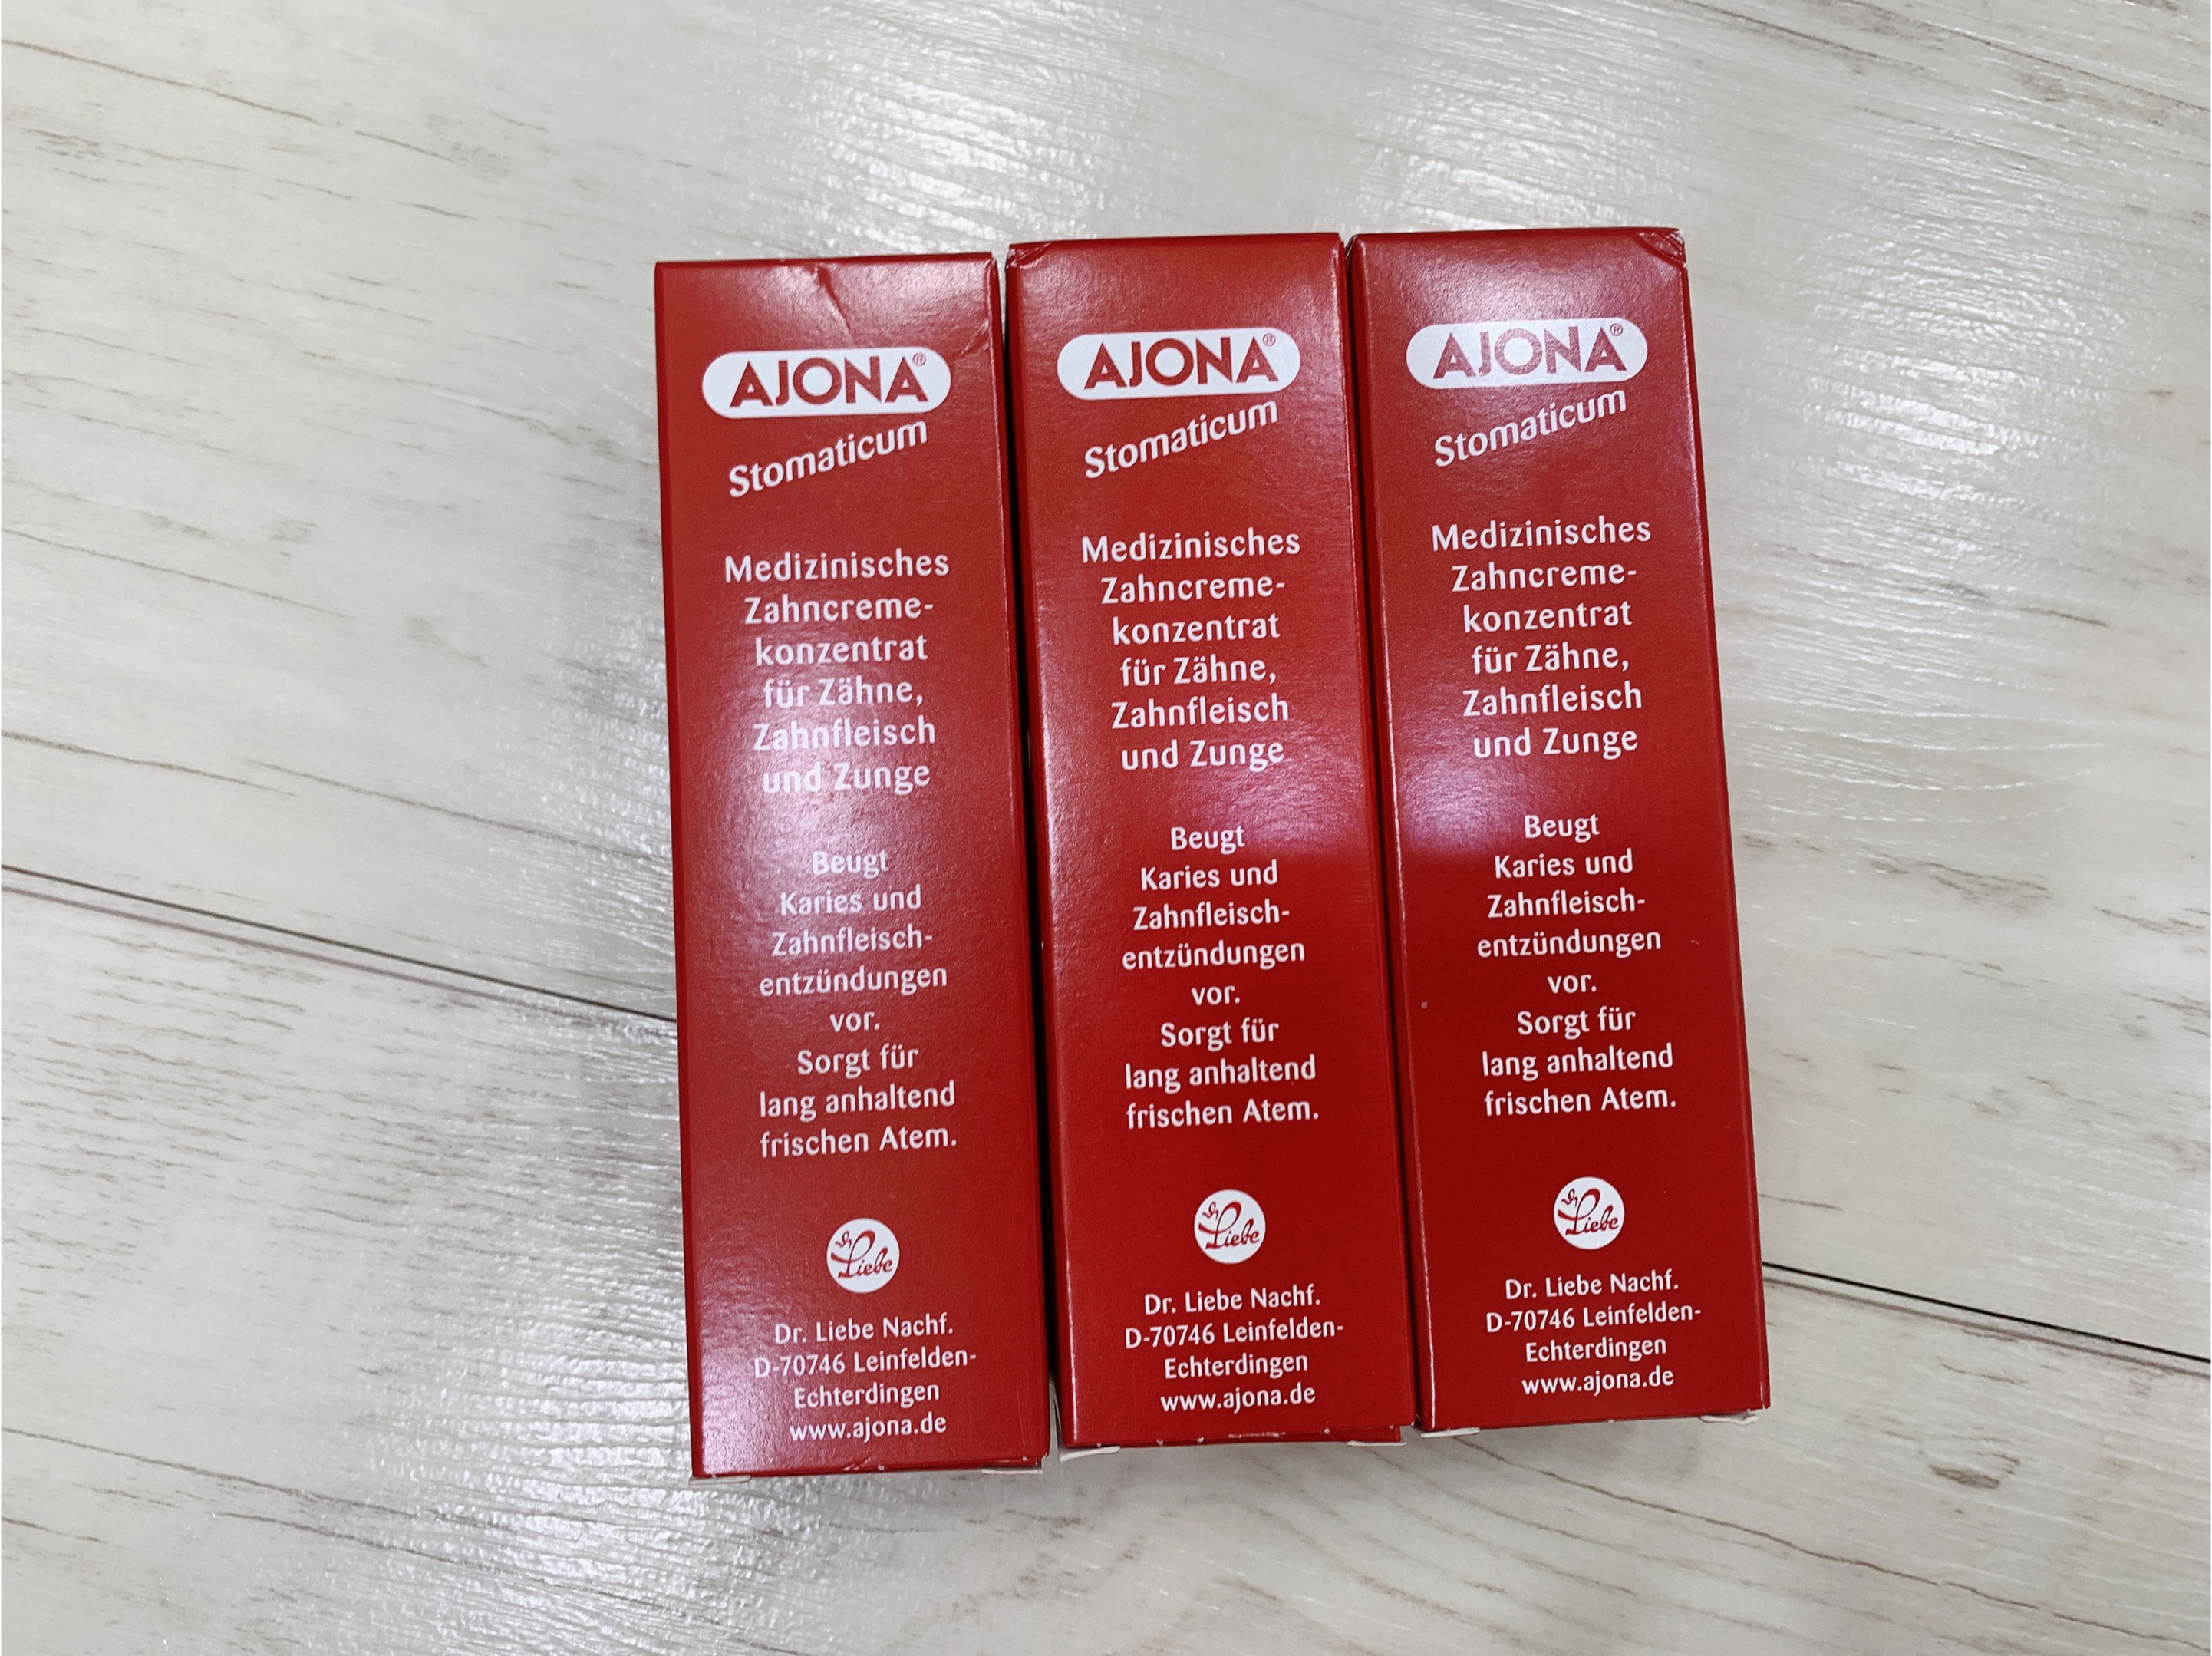 AJONA®
Stomaticum
Medizinisches
Zahncreme-
konzentrat
für Zähne,
Zahnfleisch
und Zunge
Beugt
Karies und
Zahnfleisch-
entzündungen
vor.
Sorgt für
lang anhaltend
frischen Atem.
Liebe
Dr. Liebe Nachf.
D-70746 Leinfelden-
Echterdingen
www.ajona.de
AJONA®
Stomaticum
Medizinisches
Zahncreme-
konzentrat
für Zähne,
Zahnfleisch
und Zunge
Beugt
Karies und
Zahnfleisch-
entzündungen
vor.
Sorgt für
lang anhaltend
frischen Atem.
Liebe
Dr. Liebe Nachf.
D-70746 Leinfelden-
Echterdingen
www.ajona.de
AJONA®
Stomaticum
Medizinisches
Zahncreme-
konzentrat
für Zähne,
Zahnfleisch
und Zunge
Beugt
Karies und
Zahnfleisch-
entzündungen
vor.
Sorgt für
lang anhaltend
frischen Atem.
Liebe
Dr. Liebe Nachf.
D-70746 Leinfelden-
Echterdingen
www.ajona.de